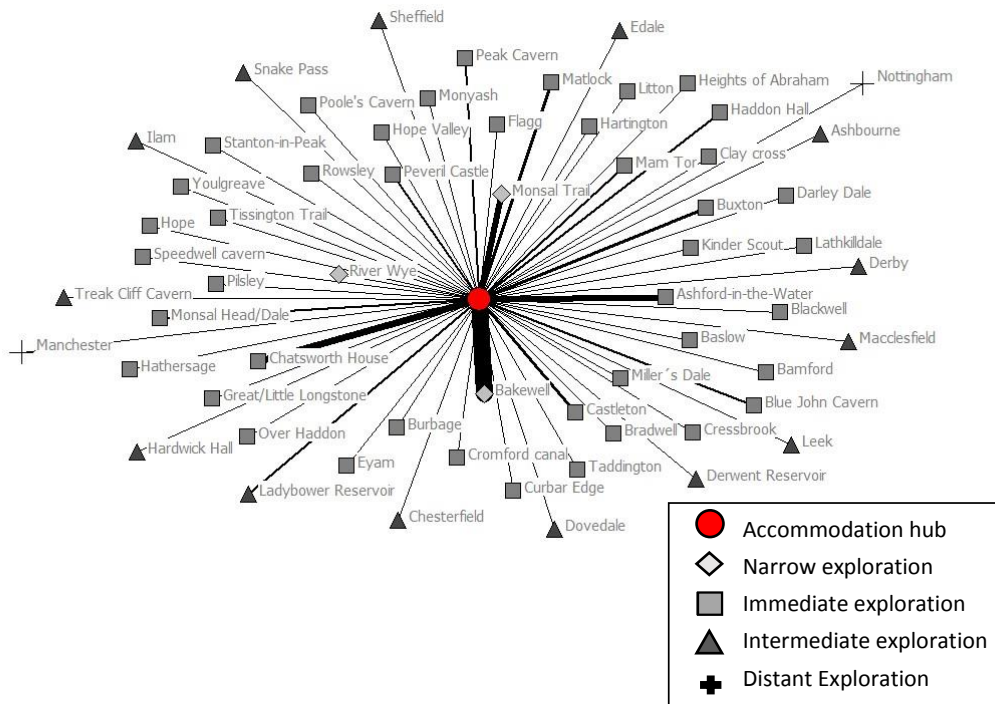 Sheffield
Edale
Peak Cavern
Snake Pass
Matlock
Litton
Heights of Abraham
Nottingham
Poole's Cavern
Monyash
Haddon Hall
Ilam
Stanton-in-Peak
Hope Valley
Flagg
Hartington
Ashbourne
Rowsley
Peveril Castle
Mam Tor
Clay cross
Youlgreave
Monsal Trail
Darley Dale
Tissington Trail
Buxton
Hope
Kinder Scout
Lathkilldale
Speedwell cavern
River Wye
Derby
Pilsley
Treak Cliff Cavern
Ashford-in-the-Water
Monsal Head/Dale
Blackwell
Manchester
Chatsworth House
Baslow
Macclesfield
Hathersage
Miller´s Dale
Bamford
Great/Little Longstone
Bakewell
Castleton
Blue John Cavern
Over Haddon
Burbage
Bradwell
Cressbrook
Hardwick Hall
Leek
Eyam
Cromford canal
Taddington
Ladybower Reservoir
Curbar Edge
Derwent Reservoir
Chesterfield
Dovedale
Accommodation hub
Narrow exploration
Immediate exploration
Intermediate exploration
Distant Exploration